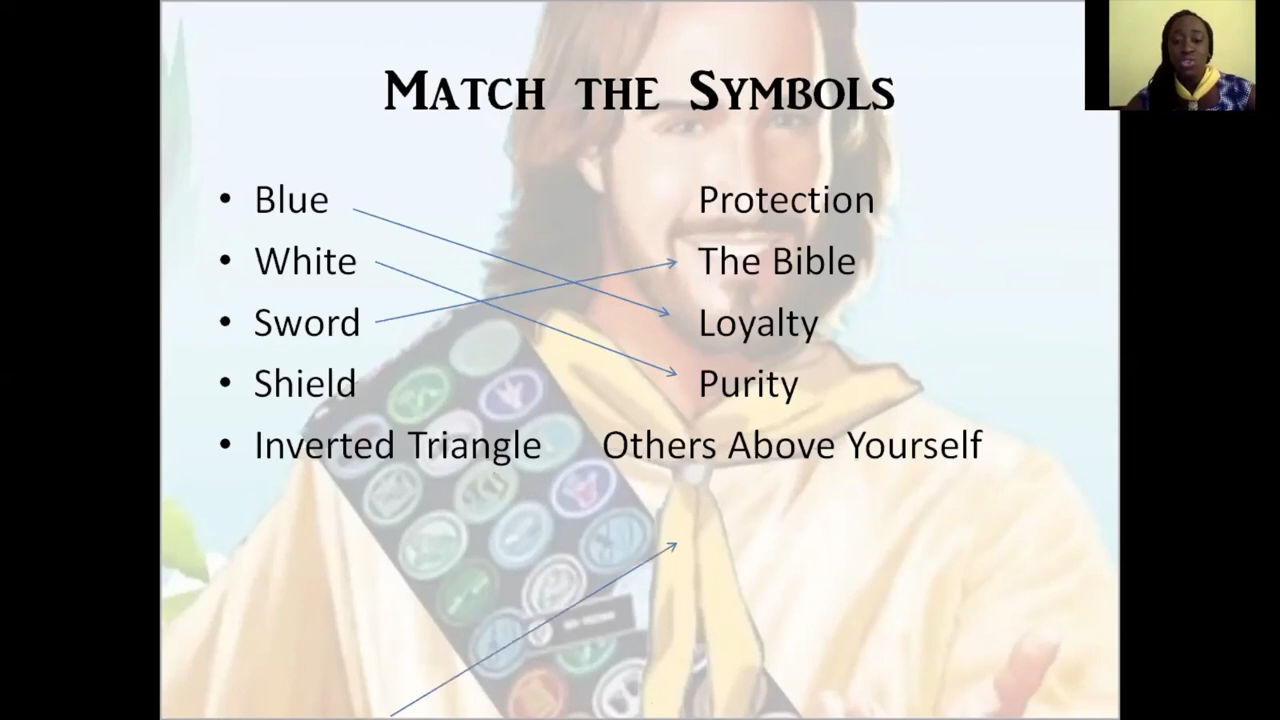 Match the Symbols
• Blue Protection
• White The Bible
• Sword Loyalty
• Shield Purity
• Inverted Triangle Others Above Yourself